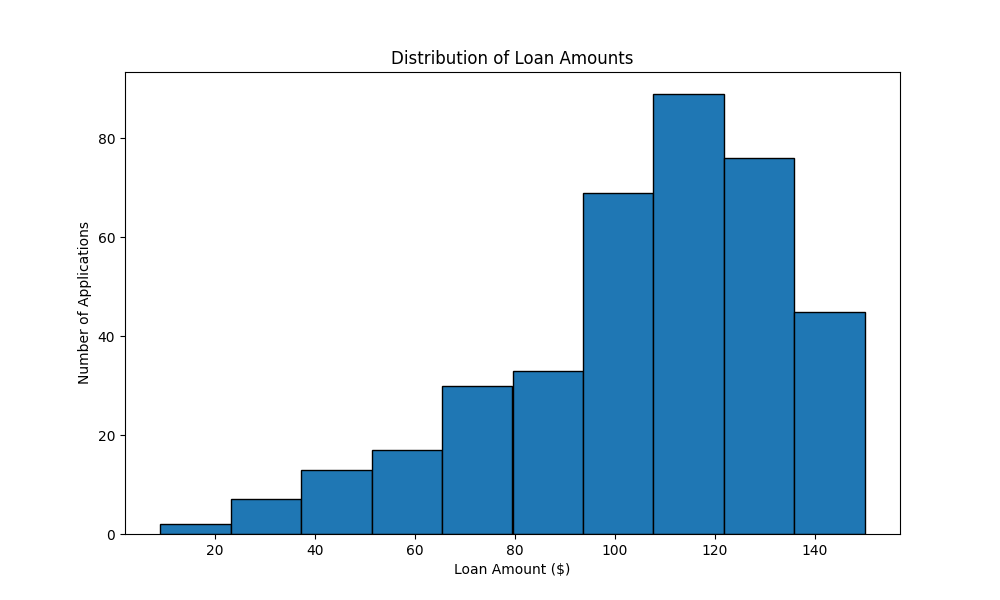 Distribution of Loan Amounts
Number of Applications
80
60
40
20
0
20 40 60 80 100 120 140
Loan Amount ($)